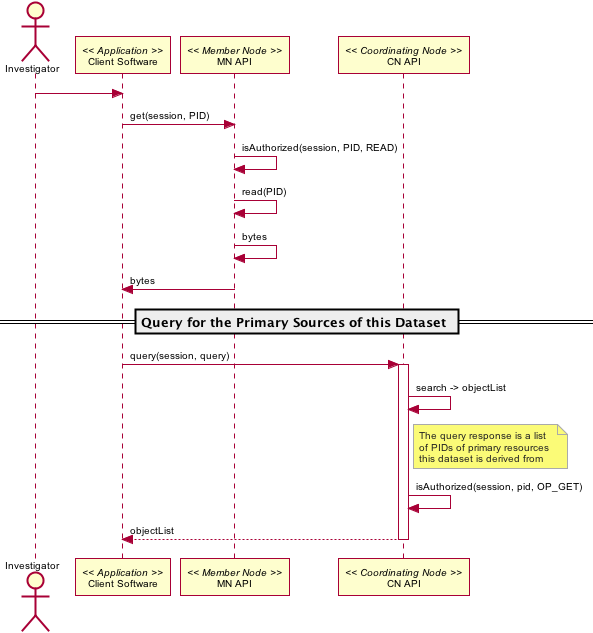 Investigator
<< Application >>
Client Software
<< Member Node >>
MN API
<< Coordinating Node >>
CN API
get(session, PID)
isAuthorized(session, PID, READ)
read(PID)
bytes
bytes
Query for the Primary Sources of this Dataset
query(session, query)
search -> objectList
The query response is a list
of PIDs of primary resources
this dataset is derived from
isAuthorized(session, pid, OP_GET)
objectList
Investigator
<< Application >>
Client Software
<< Member Node >>
MN API
<< Coordinating Node >>
CN API